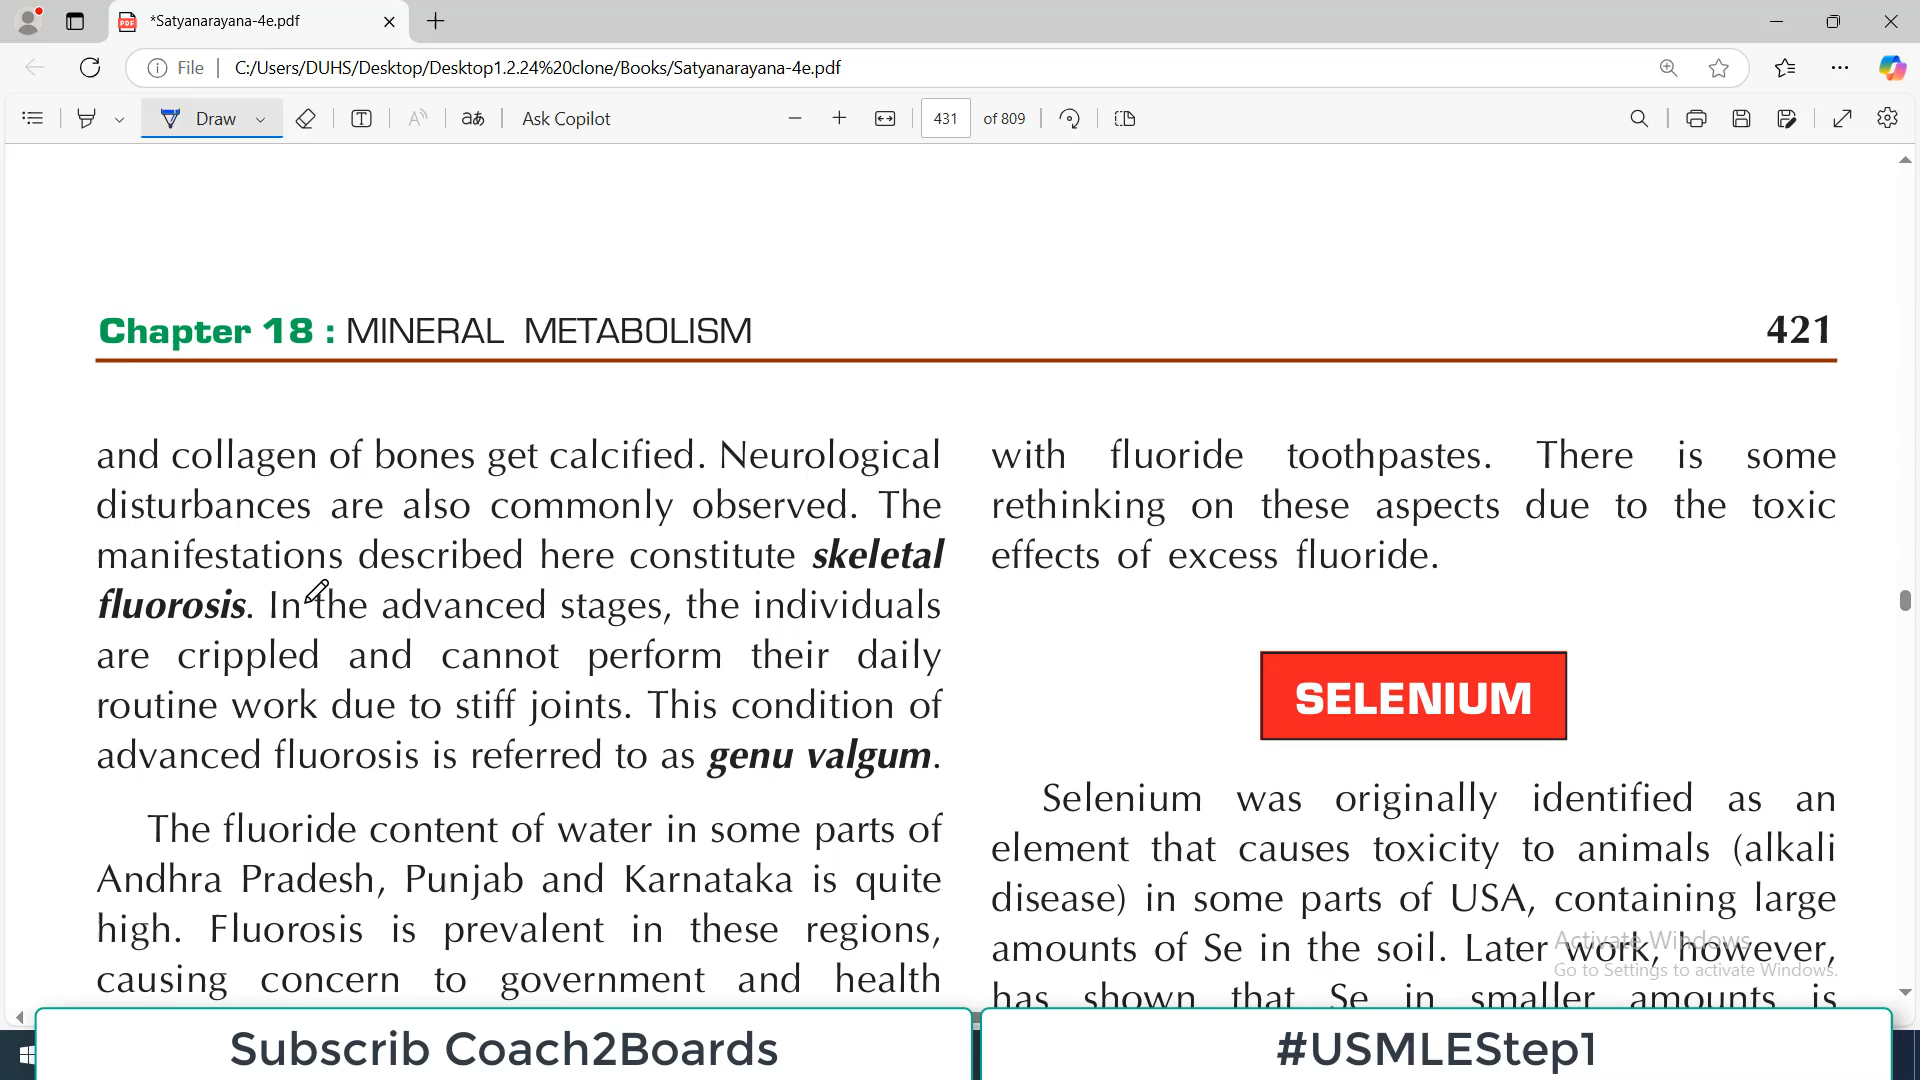 *Satyanarayana-4e.pdf
File
C:/Users/DUHS/Desktop/Desktop1.2.24%20clone/Books/Satyanarayana-4e.pdf
Draw
Ask Copilot
431 of 809
Chapter 18 : MINERAL METABOLISM
421
and collagen of bones get calcified. Neurological
disturbances are also commonly observed. The
manifestations described here constitute skeletal
fluorosis. In the advanced stages, the individuals
are crippled and cannot perform their daily
routine work due to stiff joints. This condition of
advanced fluorosis is referred to as genu valgum.
The fluoride content of water in some parts of
Andhra Pradesh, Punjab and Karnataka is quite
high. Fluorosis is prevalent in these regions,
causing concern to government and health
with fluoride toothpastes. There is some
rethinking on these aspects due to the toxic
effects of excess fluoride.
SELENIUM
Selenium was originally identified as an
element that causes toxicity to animals (alkali
disease) in some parts of USA, containing large
amounts of Se in the soil. Later work, however,
has shown that Se in smaller amounts is
Activate Windows
Go to Settings to activate Windows.
Subscrib Coach2Boards
#USMLEStep1